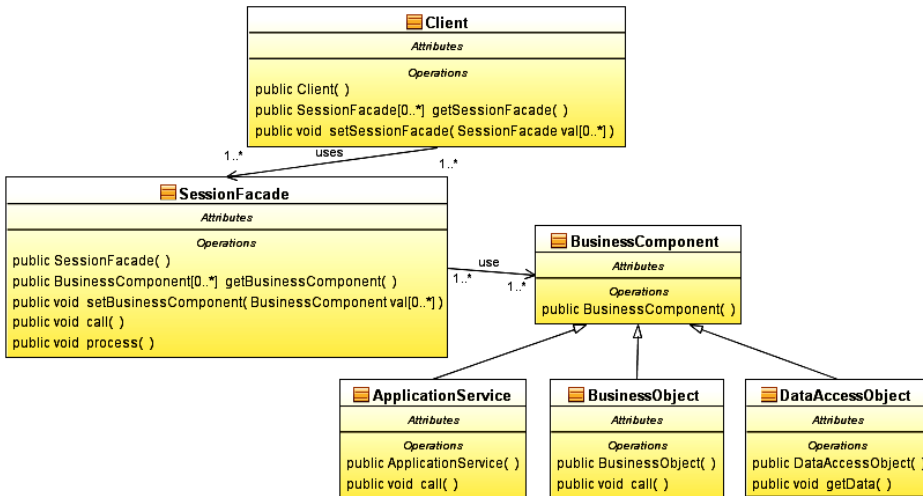 Client
Attributes
Operations
public Client( )
public SessionFacade[0..*] getSessionFacade( )
public void setSessionFacade( SessionFacade val[0..*] )
1..*
uses
1..*
SessionFacade
Attributes
Operations
public SessionFacade( )
public BusinessComponent[0..*] getBusinessComponent( )
public void setBusinessComponent( BusinessComponent val[0..*] )
public void call( )
public void process( )
use
1..*
1..*
BusinessComponent
Attributes
Operations
public BusinessComponent( )
ApplicationService
Attributes
Operations
public ApplicationService( )
public void call( )
BusinessObject
Attributes
Operations
public BusinessObject( )
public void call( )
DataAccessObject
Attributes
Operations
public DataAccessObject( )
public void getData( )